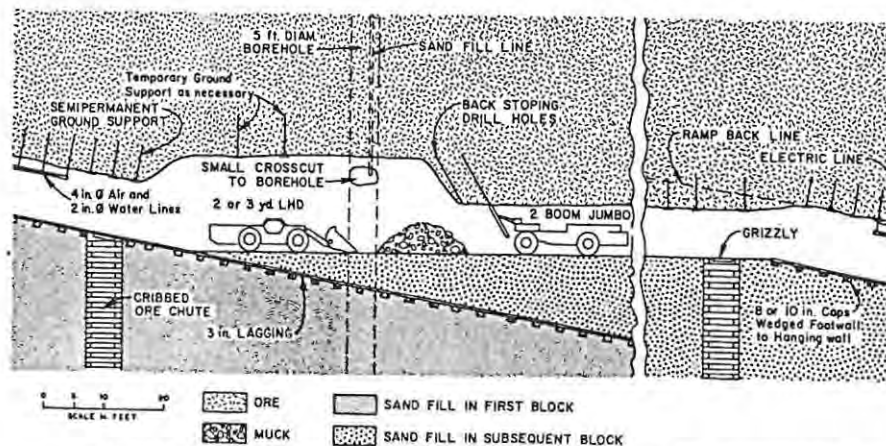 5 ft. DIAM
BOREHOLE
SAND FILL LINE
Temporary Ground
Support as necessary
SEMIPERMANENT
GROUND SUPPORT
BACK STOPING
DRILL HOLES
RAMP BACK LINE
ELECTRIC LINE
SMALL CROSSCUT
TO BOREHOLE
4 in. Ø Air and
2 in. Ø Water Lines
2 or 3 yd. LHD
2 BOOM JUMBO
GRIZZLY
CRIBBED
ORE CHUTE
3 in. LAGGING
8 or 10 in. Caps
Wedged Footwall
to Hanging wall
0 5 10 20
SCALE IN FEET
ORE
SAND FILL IN FIRST BLOCK
MUCK
SAND FILL IN SUBSEQUENT BLOCK